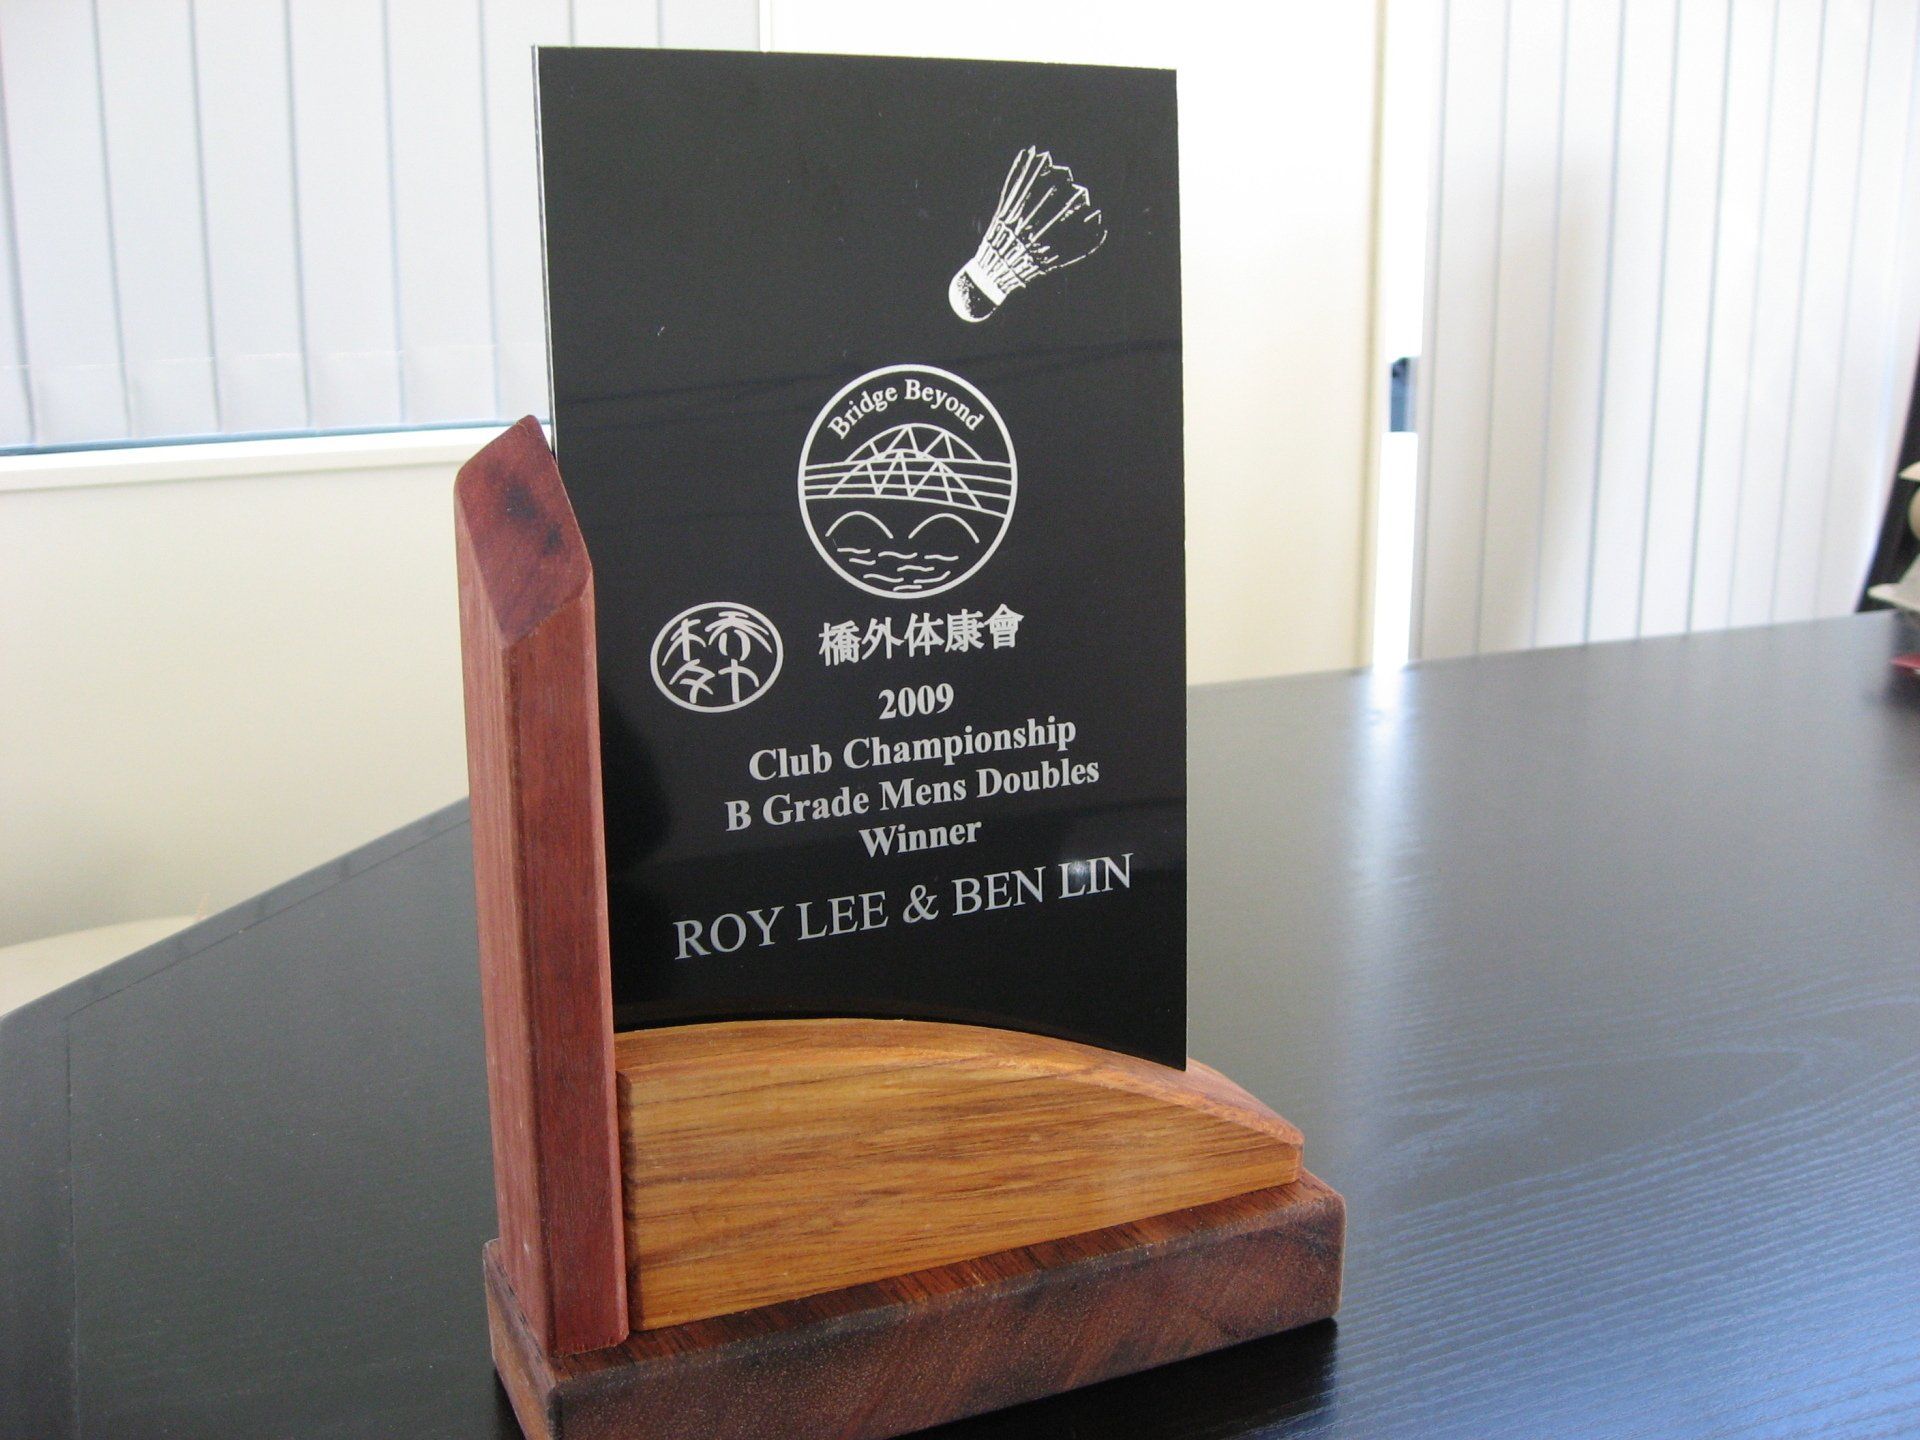 Bridge Beyond
橋外体康會
2009
Club Championship
B Grade Mens Doubles
Winner
ROY LEE & BEN LIN